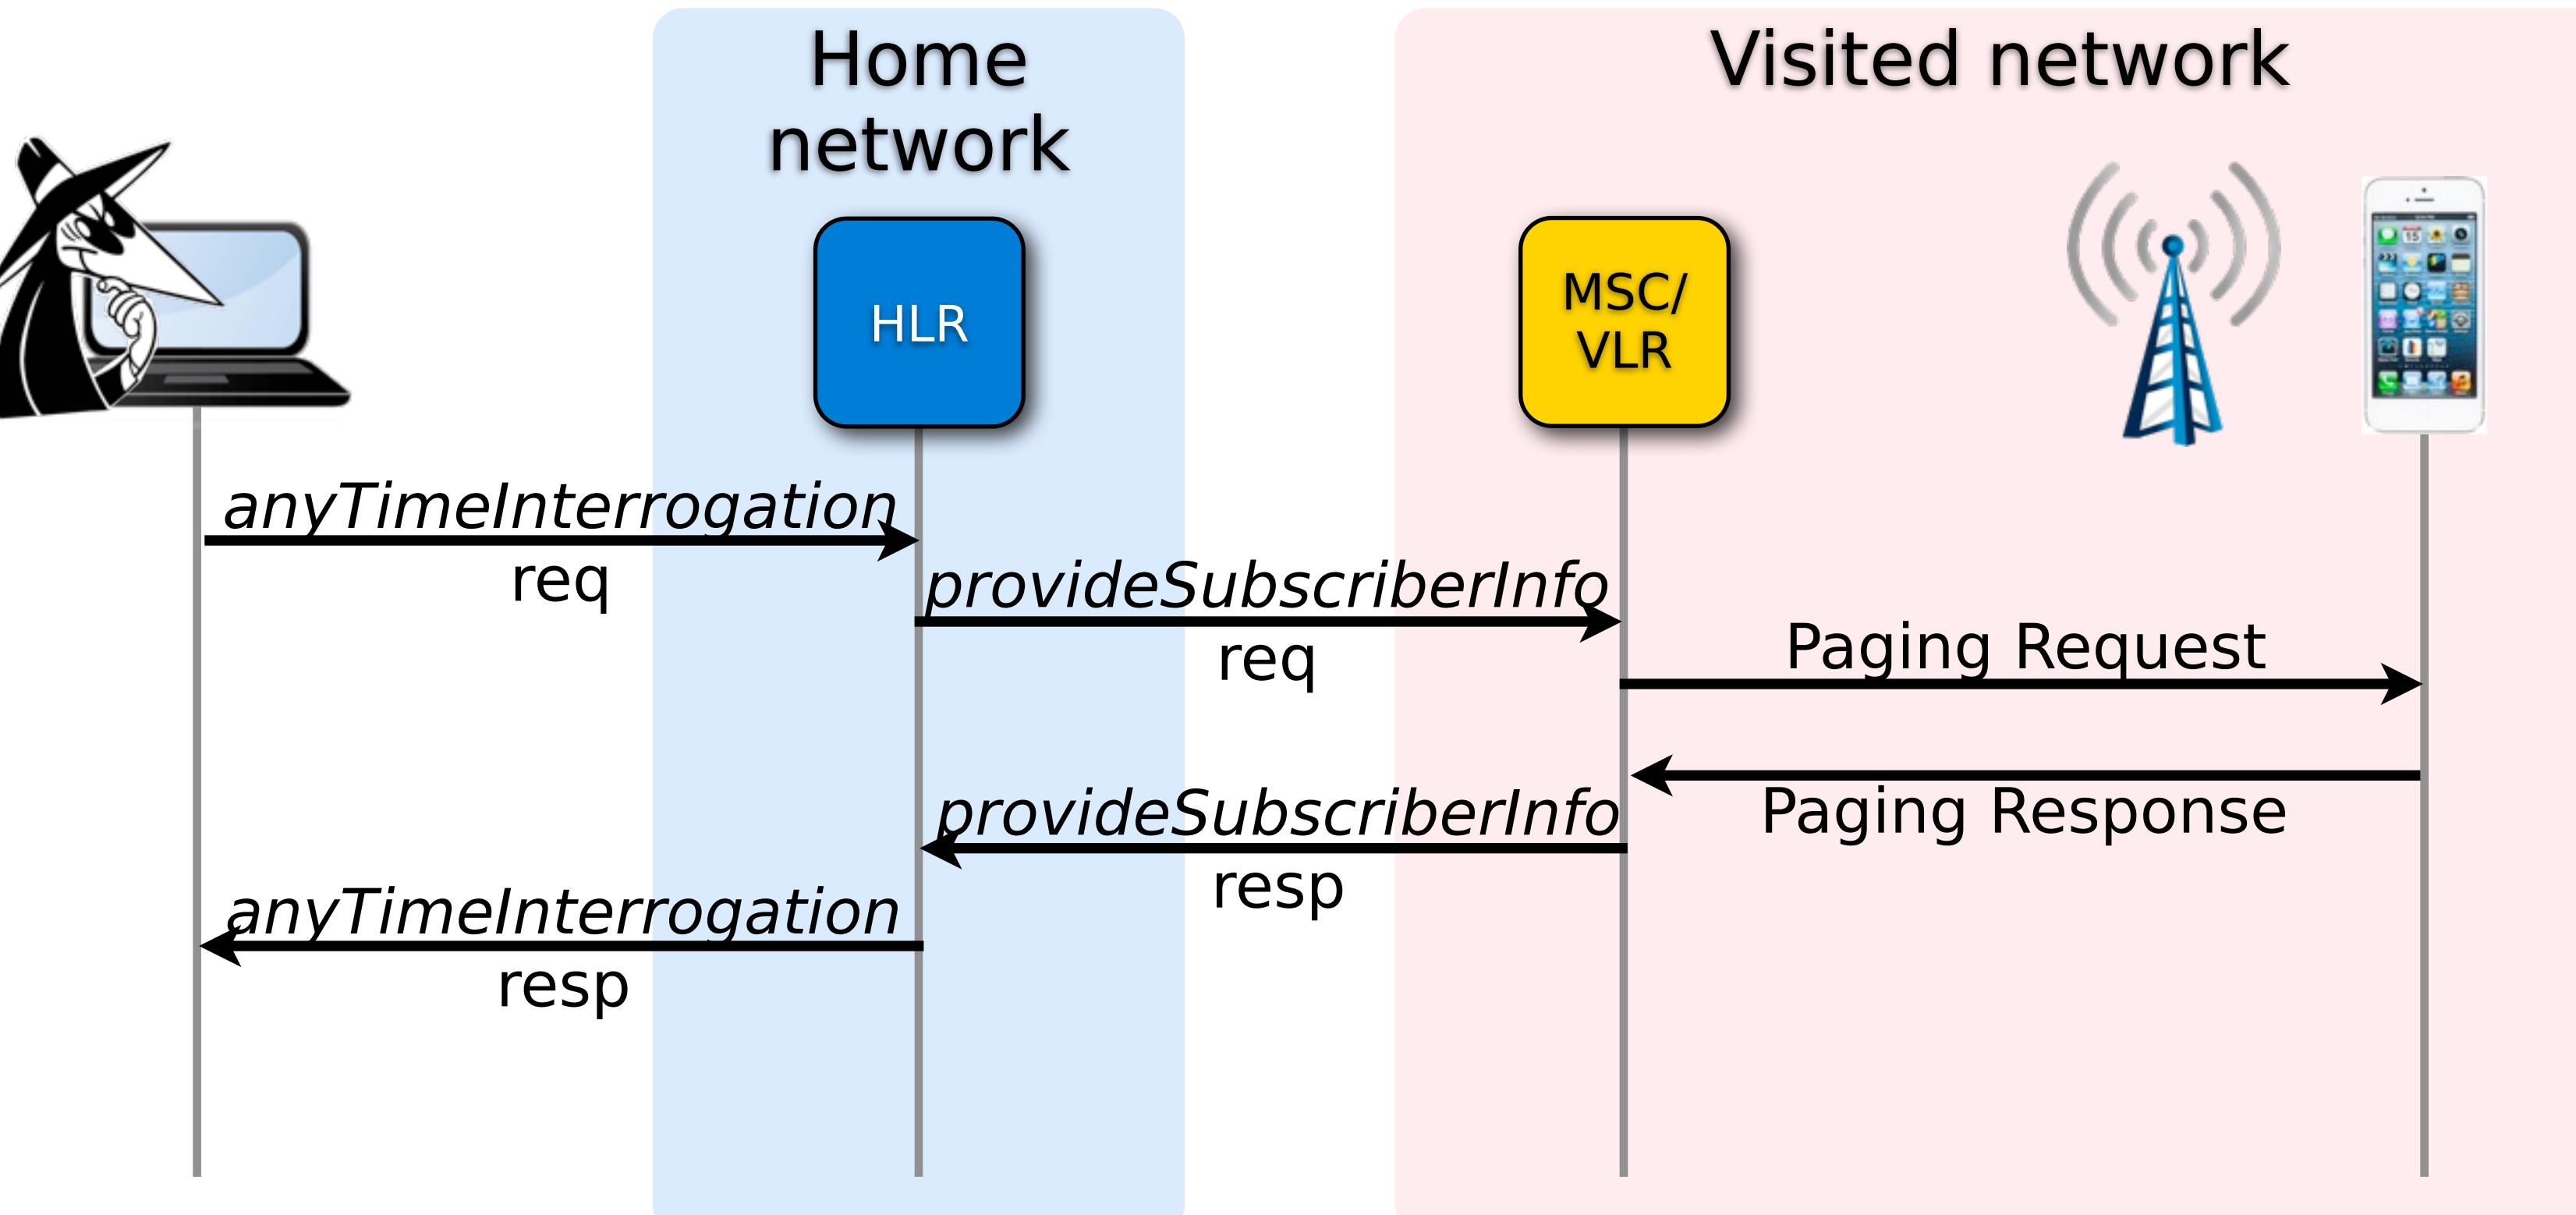 Home
network
Visited network
HLR
MSC/
VLR
anyTimeInterrogation
req
provideSubscriberInfo
req
Paging Request
Paging Response
provideSubscriberInfo
resp
anyTimeInterrogation
resp